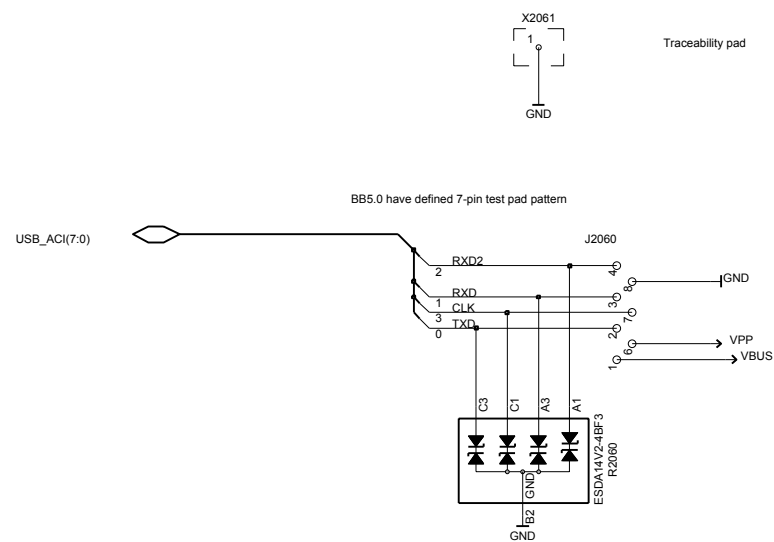 X2061
1
Traceability pad
GND
BB5.0 have defined 7-pin test pad pattern
USB_ACI(7:0)
J2060
RXD2
2
4
8
GND
RXD
1
3
CLK
3
7
TXD
0
2
6
VPP
1
VBUS
C3
C1
A3
A1
GND
B2
GND
ESDA14V2-4BF3
R2060